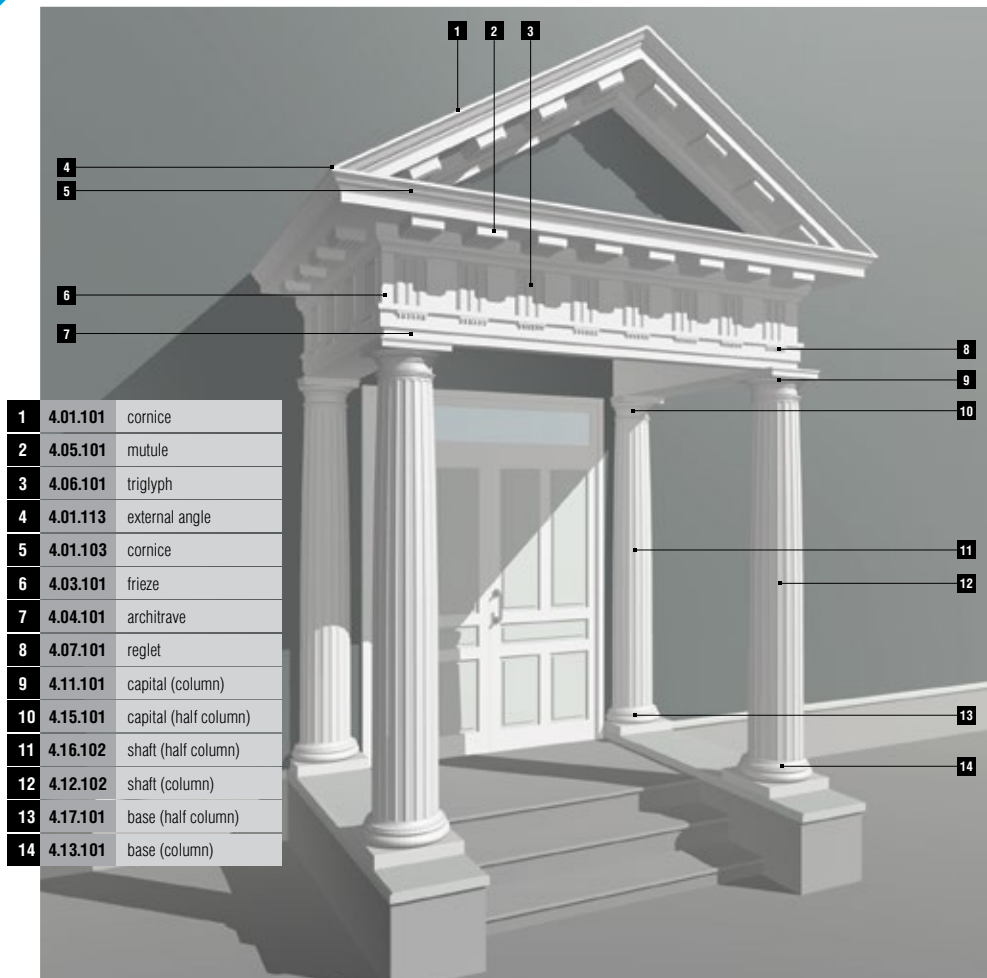 1 2 3
4
5
6
7
8
9
10
11
12
13
14
1 4.01.101 cornice
2 4.05.101 mutule
3 4.06.101 triglyph
4 4.01.113 external angle
5 4.01.103 cornice
6 4.03.101 frieze
7 4.04.101 architrave
8 4.07.101 reglet
9 4.11.101 capital (column)
10 4.15.101 capital (half column)
11 4.16.102 shaft (half column)
12 4.12.102 shaft (column)
13 4.17.101 base (half column)
14 4.13.101 base (column)